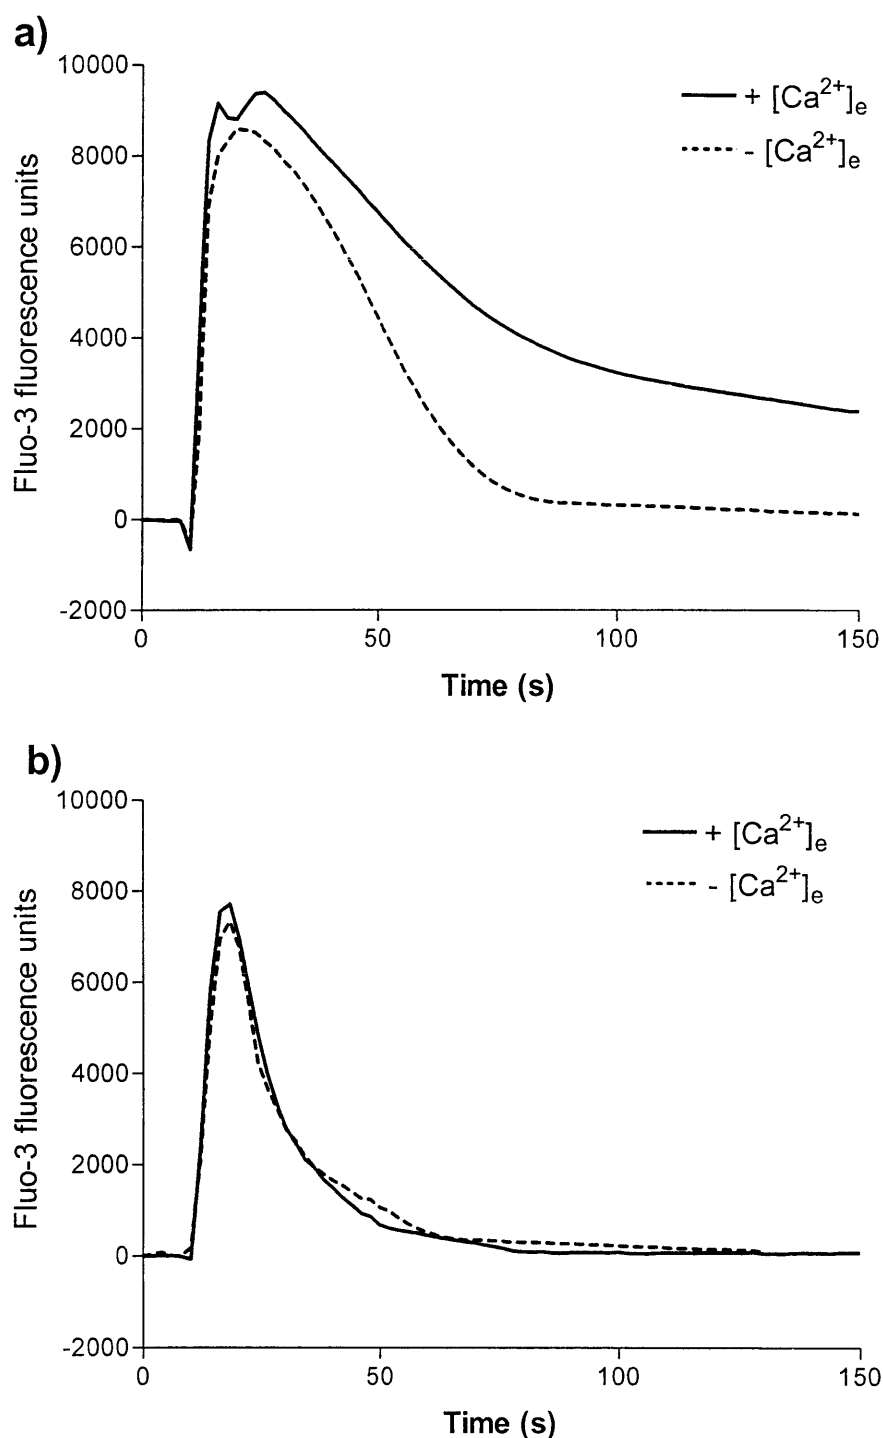 a)
10000
8000
6000
4000
2000
0
-2000
Fluo-3 fluorescence units
+ [Ca²⁺]ₑ
- [Ca²⁺]ₑ
0 50 100 150
Time (s)
b)
10000
8000
6000
4000
2000
0
-2000
Fluo-3 fluorescence units
+ [Ca²⁺]ₑ
- [Ca²⁺]ₑ
0 50 100 150
Time (s)